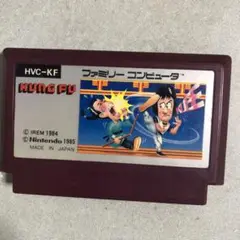 HVC-KF
ファミリー コンピュータ
KUNG FU
© IREM 1984
© Nintendo 1985
MADE IN JAPAN